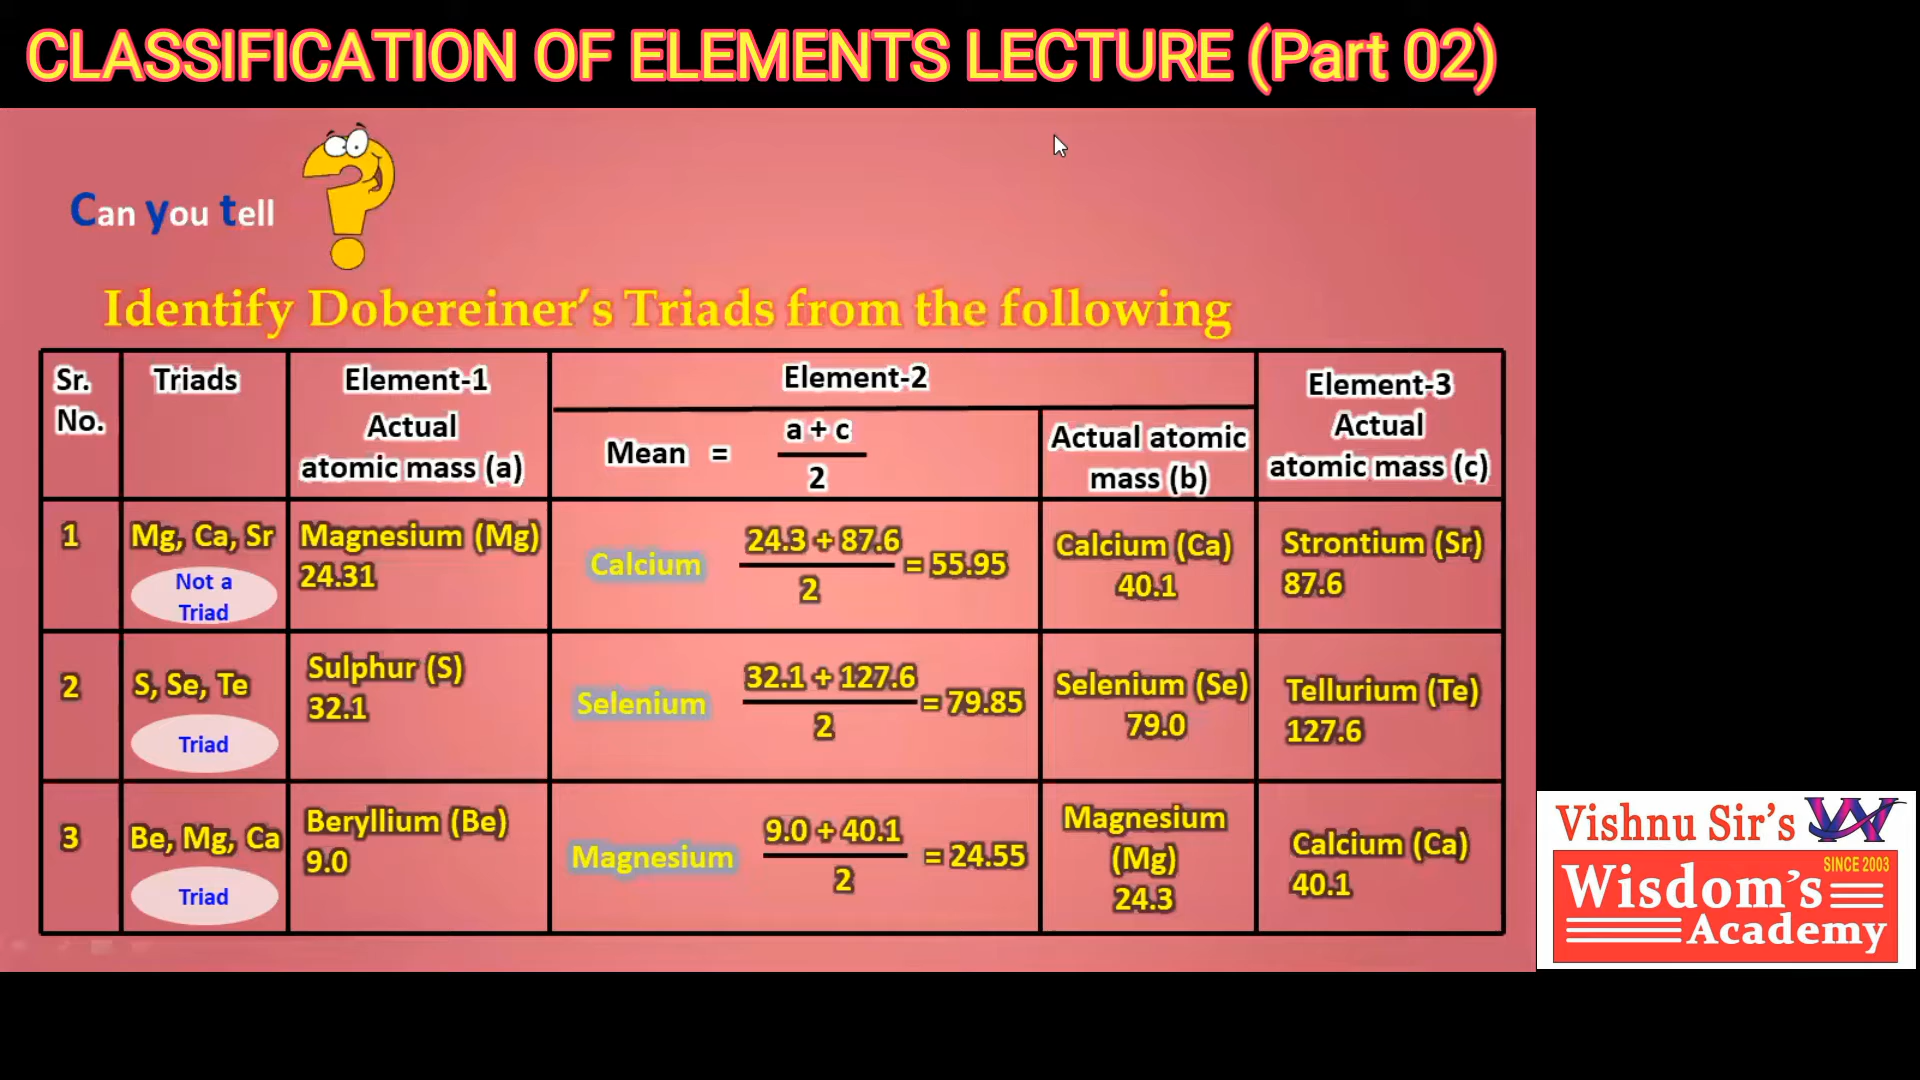 CLASSIFICATION OF ELEMENTS LECTURE (Part 02)
Can you tell
Identify Dobereiner’s Triads from the following
Sr.
No.
Triads
Element-1
Actual
atomic mass (a)
Element-2
Mean = a + c
2
Actual atomic
mass (b)
Element-3
Actual
atomic mass (c)
1
Mg, Ca, Sr
Not a
Triad
Magnesium (Mg)
24.31
Calcium
24.3 + 87.6
2
= 55.95
Calcium (Ca)
40.1
Strontium (Sr)
87.6
2
S, Se, Te
Triad
Sulphur (S)
32.1
Selenium
32.1 + 127.6
2
= 79.85
Selenium (Se)
79.0
Tellurium (Te)
127.6
3
Be, Mg, Ca
Triad
Beryllium (Be)
9.0
Magnesium
9.0 + 40.1
2
= 24.55
Magnesium
(Mg)
24.3
Calcium (Ca)
40.1
Vishnu Sir's
SINCE 2003
Wisdom's
Academy